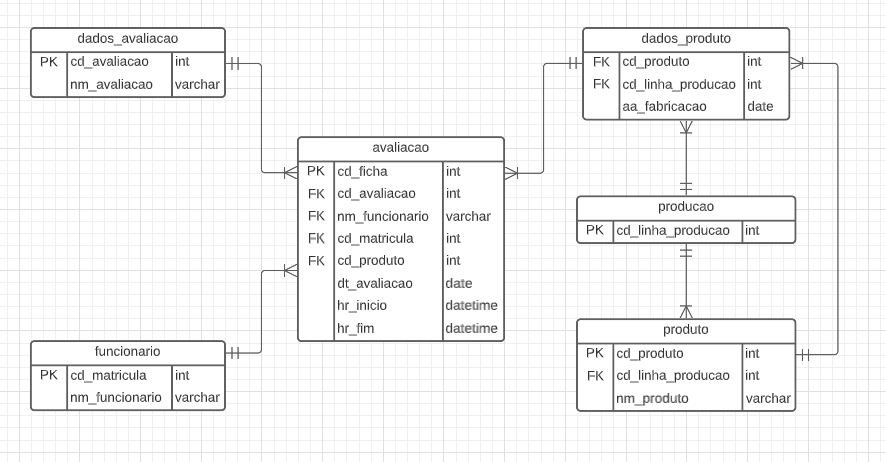 dados_avaliacao
PK cd_avaliacao int
nm_avaliacao varchar
dados_produto
FK cd_produto int
FK cd_linha_producao int
aa_fabricacao date
avaliacao
PK cd_ficha int
FK cd_avaliacao int
FK nm_funcionario varchar
FK cd_matricula int
FK cd_produto int
dt_avaliacao date
hr_inicio datetime
hr_fim datetime
producao
PK cd_linha_producao int
funcionario
PK cd_matricula int
nm_funcionario varchar
produto
PK cd_produto int
FK cd_linha_producao int
nm_produto varchar